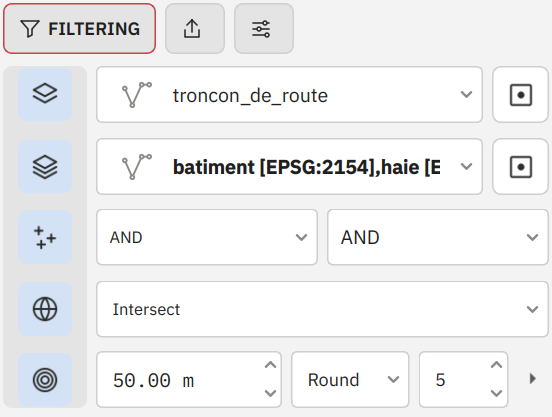 FILTERING
troncon_de_route
batiment [EPSG:2154],haie [E
AND AND
Intersect
50.00 m Round 5